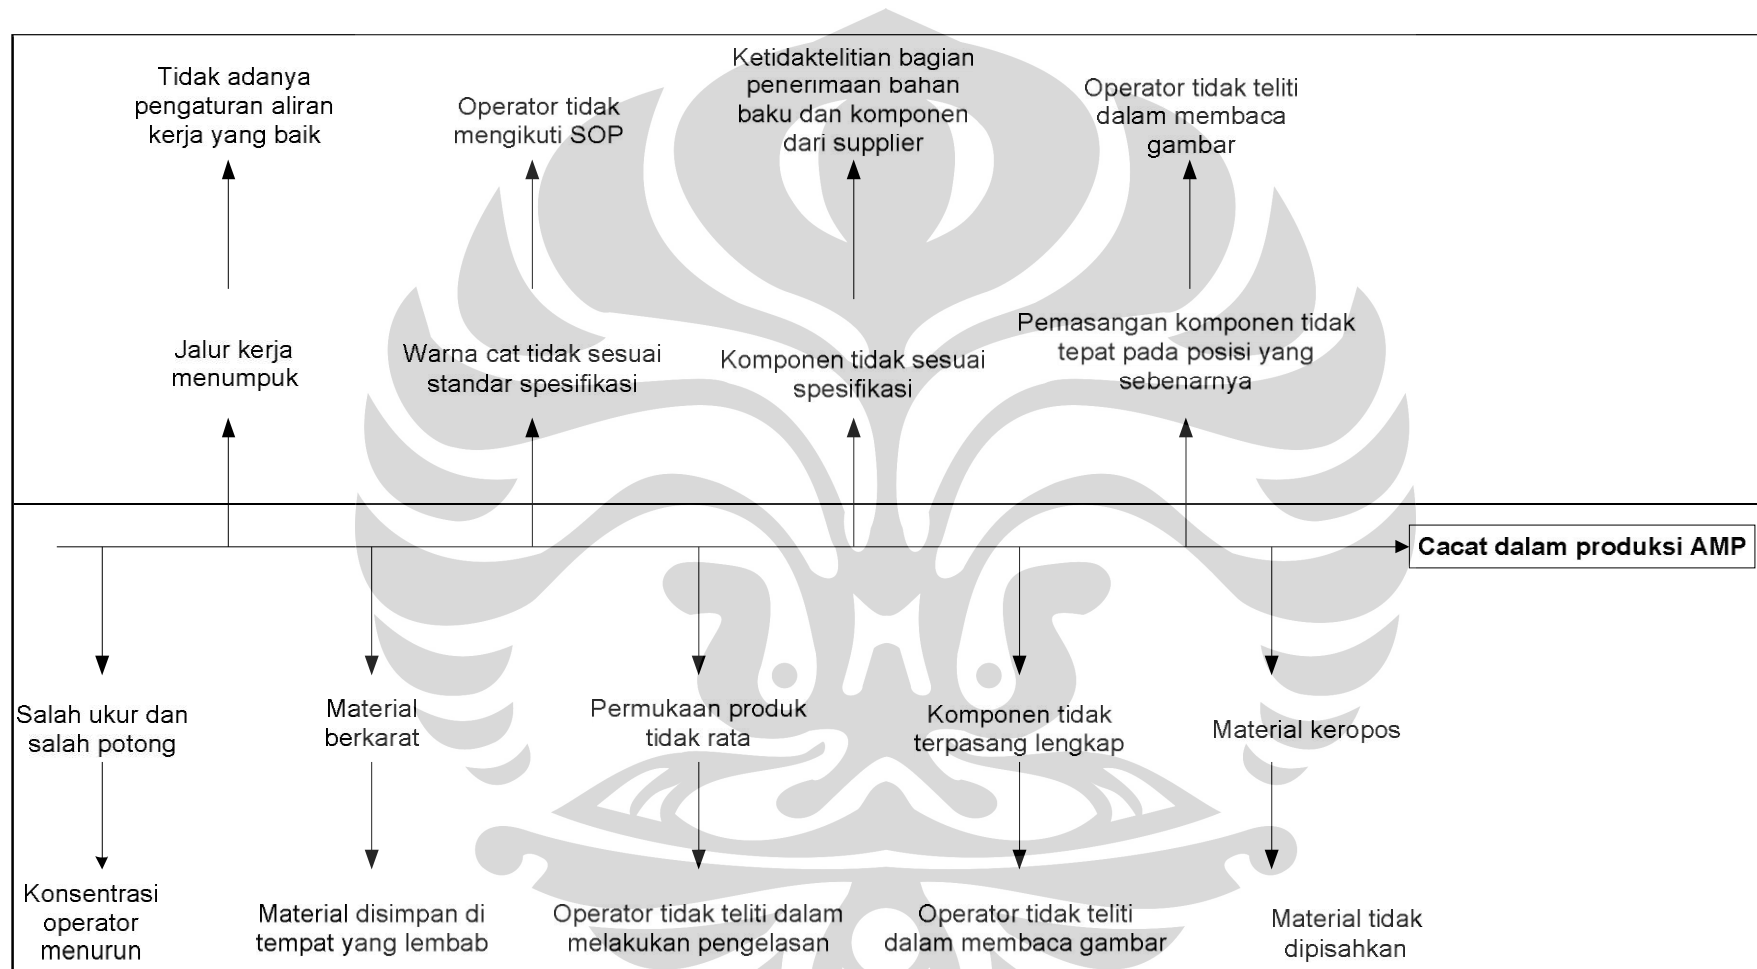 Tidak adanya
pengaturan aliran
kerja yang baik
Operator tidak
mengikuti SOP
Ketidaktelitian bagian
penerimaan bahan
baku dan komponen
dari supplier
Operator tidak teliti
dalam membaca
gambar
Jalur kerja
menumpuk
Warna cat tidak sesuai
standar spesifikasi
Komponen tidak sesuai
spesifikasi
Pemasangan komponen tidak
tepat pada posisi yang
sebenarnya
Cacat dalam produksi AMP
Salah ukur dan
salah potong
Material
berkarat
Permukaan produk
tidak rata
Komponen tidak
terpasang lengkap
Material keropos
Konsentrasi
operator
menurun
Material disimpan di
tempat yang lembab
Operator tidak teliti dalam
melakukan pengelasan
Operator tidak teliti
dalam membaca gambar
Material tidak
dipisahkan